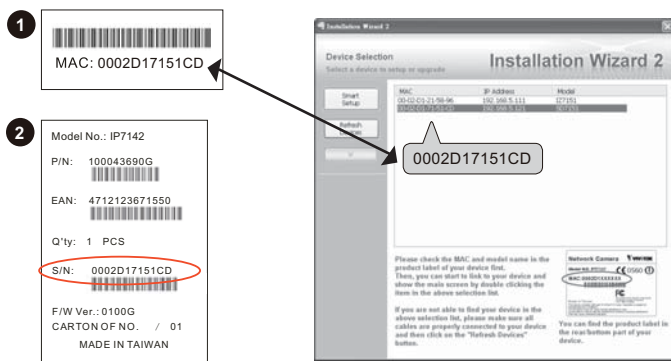 1
MAC: 0002D17151CD
2
Model No.: IP7142
P/N: 100043690G
EAN: 4712123671550
Q'ty: 1 PCS
S/N: 0002D17151CD
F/W Ver.: 0100G
CARTON OF NO. / 01
MADE IN TAIWAN
Installation Wizard 2
Device Selection
Select a device to setup or upgrade
Installation Wizard 2
Smart
Setup
Refresh
Devices
MAC IP Address Model
00-02-D1-21-58-96 192.168.5.111 IZ7151
0002D17151CD
Please check the MAC and model name in the
product label of your device first.
Then, you can start to link to your device and
show the main screen by double clicking the
item in the above selection list.
If you are not able to find your device in the
above selection list, please make sure all
cables are properly connected to your device
and then click on the "Refresh Devices"
button.
Network Camera VIVOTEK
Model NO. IP7142
0560
You can find the product label in
the rear/bottom part of your
device.